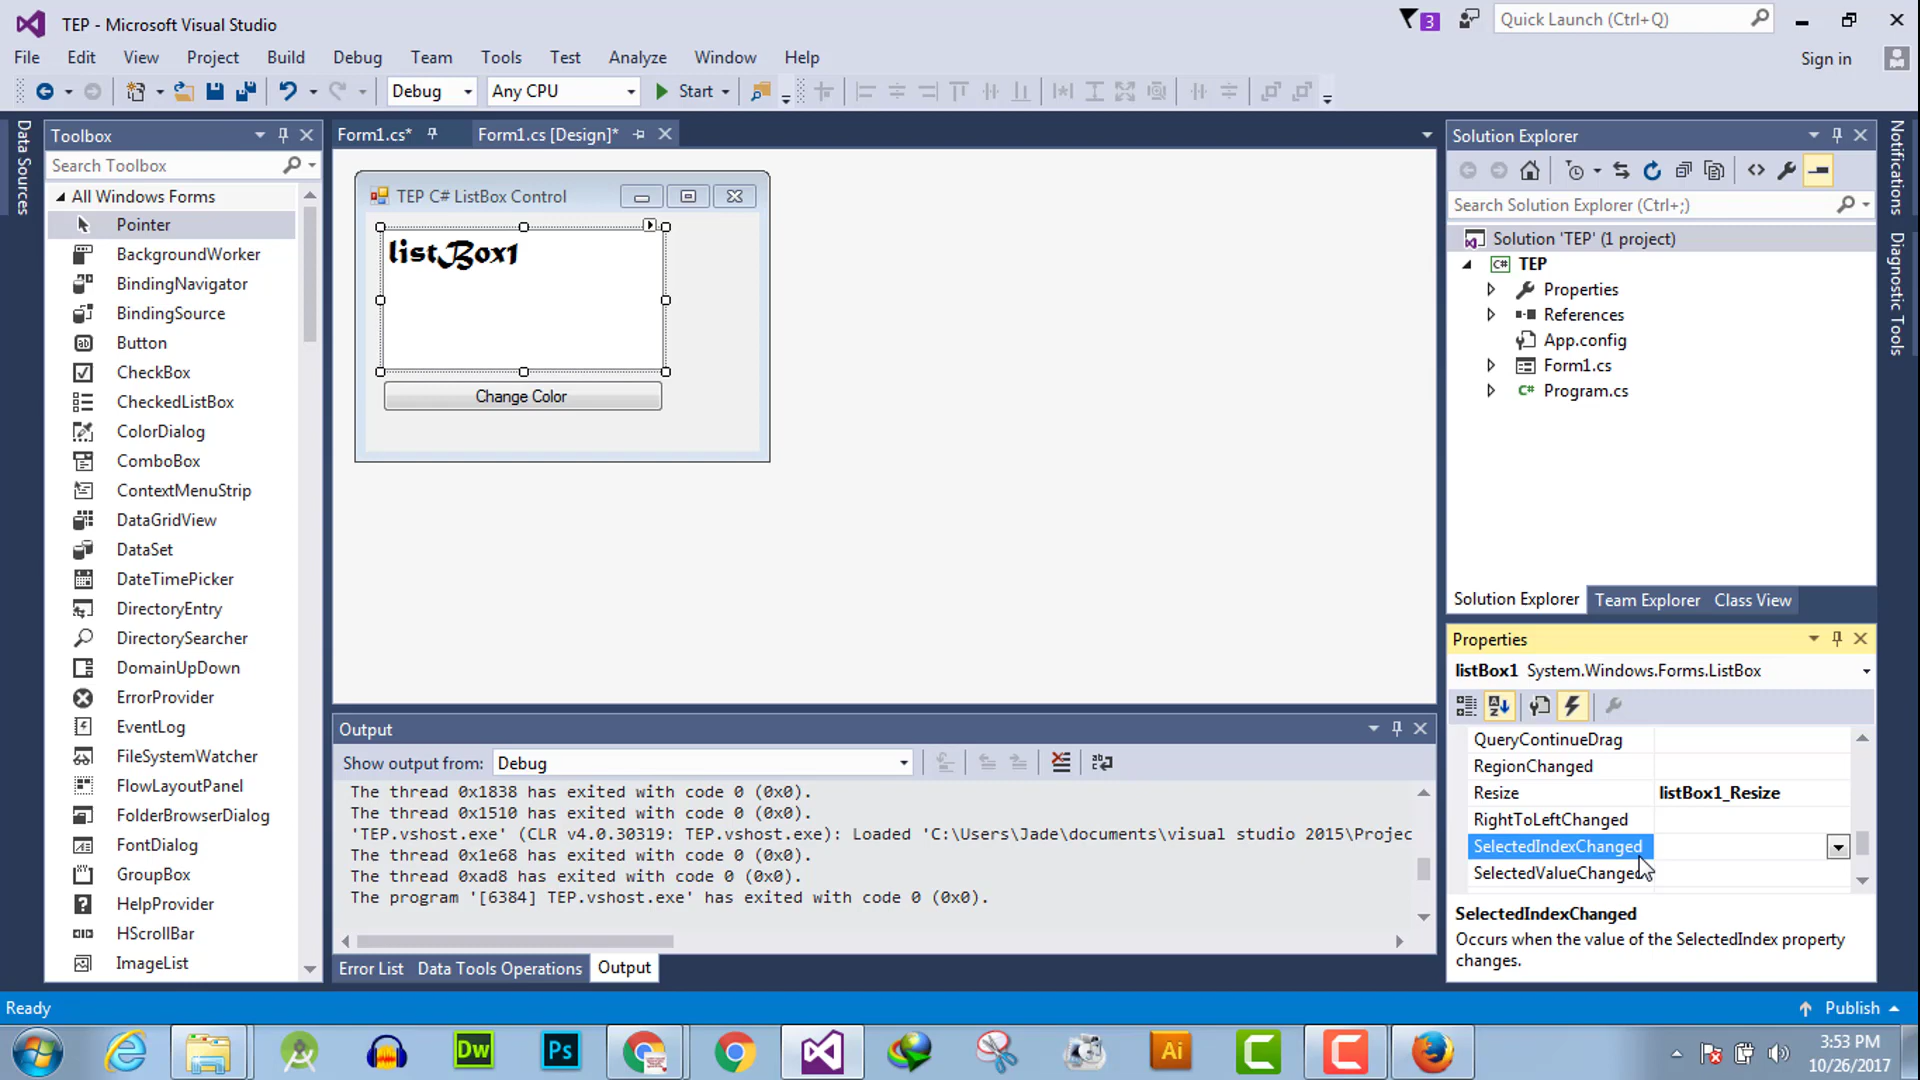 TEP - Microsoft Visual Studio
3
Quick Launch (Ctrl+Q)
File Edit View Project Build Debug Team Tools Test Analyze Window Help
Sign in
Debug Any CPU Start
Data Sources
Toolbox
Search Toolbox
All Windows Forms
Pointer
BackgroundWorker
BindingNavigator
BindingSource
Button
CheckBox
CheckedListBox
ColorDialog
ComboBox
ContextMenuStrip
DataGridView
DataSet
DateTimePicker
DirectoryEntry
DirectorySearcher
DomainUpDown
ErrorProvider
EventLog
FileSystemWatcher
FlowLayoutPanel
FolderBrowserDialog
FontDialog
GroupBox
HelpProvider
HScrollBar
ImageList
Form1.cs* Form1.cs [Design]*
TEP C# ListBox Control
listBox1
Change Color
Output
Show output from: Debug
The thread 0x1838 has exited with code 0 (0x0).
The thread 0x1510 has exited with code 0 (0x0).
'TEP.vshost.exe' (CLR v4.0.30319: TEP.vshost.exe): Loaded 'C:\Users\Jade\documents\visual studio 2015\Projec
The thread 0x1e68 has exited with code 0 (0x0).
The thread 0xad8 has exited with code 0 (0x0).
The program '[6384] TEP.vshost.exe' has exited with code 0 (0x0).
Error List Data Tools Operations Output
Solution Explorer
Search Solution Explorer (Ctrl+;)
Solution 'TEP' (1 project)
C# TEP
Properties
References
App.config
Form1.cs
C# Program.cs
Solution Explorer Team Explorer Class View
Properties
listBox1 System.Windows.Forms.ListBox
QueryContinueDrag
RegionChanged
Resize listBox1_Resize
RightToLeftChanged
SelectedIndexChanged
SelectedValueChanged
SelectedIndexChanged
Occurs when the value of the SelectedIndex property
changes.
Notifications
Diagnostic Tools
Ready
Publish
Dw
Ps
Ai
3:53 PM
10/26/2017